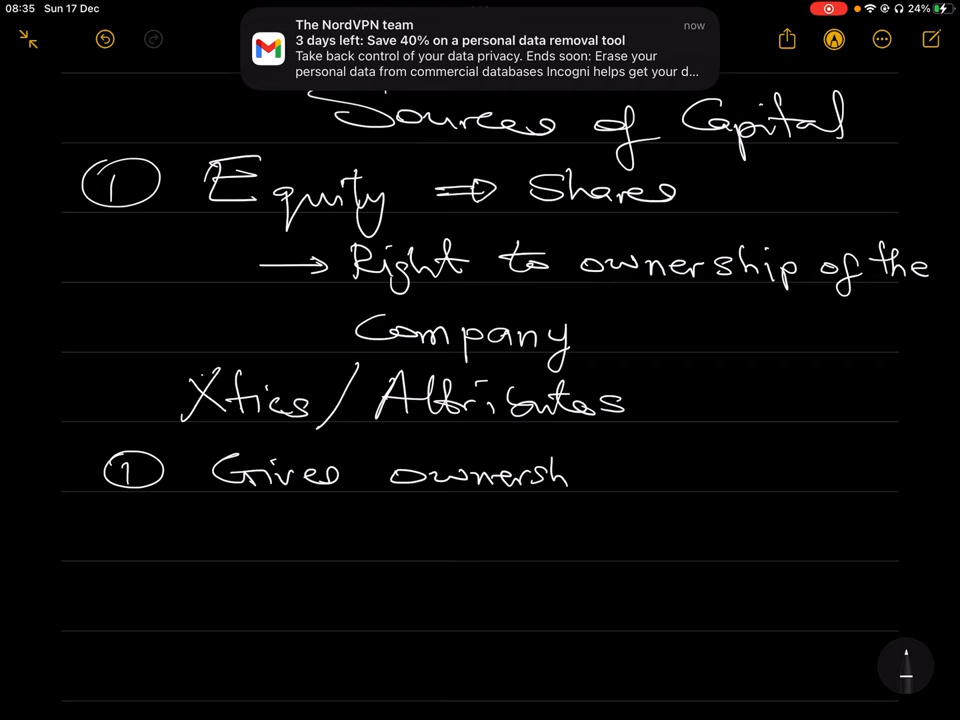 08:35 Sun 17 Dec
24%
The NordVPN team
now
3 days left: Save 40% on a personal data removal tool
Take back control of your data privacy. Ends soon: Erase your
personal data from commercial databases Incogni helps get your d...
Sources of Capital
① Equity ⇒ Shares
→ Right to ownership of the
Company
Xtics / Attributes
① Gives ownersh